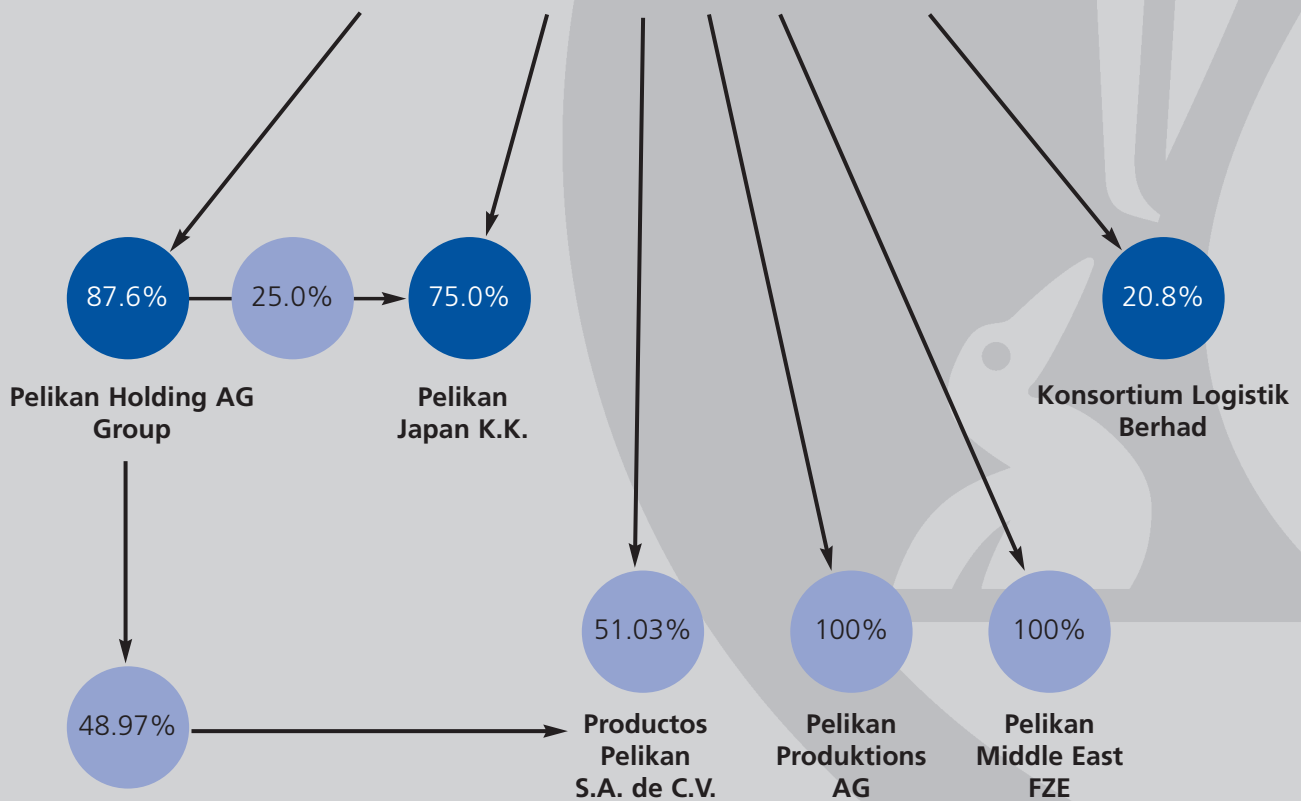 87.6%
25.0%
75.0%
20.8%
Pelikan Holding AG
Group
Pelikan
Japan K.K.
Konsortium Logistik
Berhad
51.03%
100%
100%
48.97%
Productos
Pelikan
S.A. de C.V.
Pelikan
Produktions
AG
Pelikan
Middle East
FZE